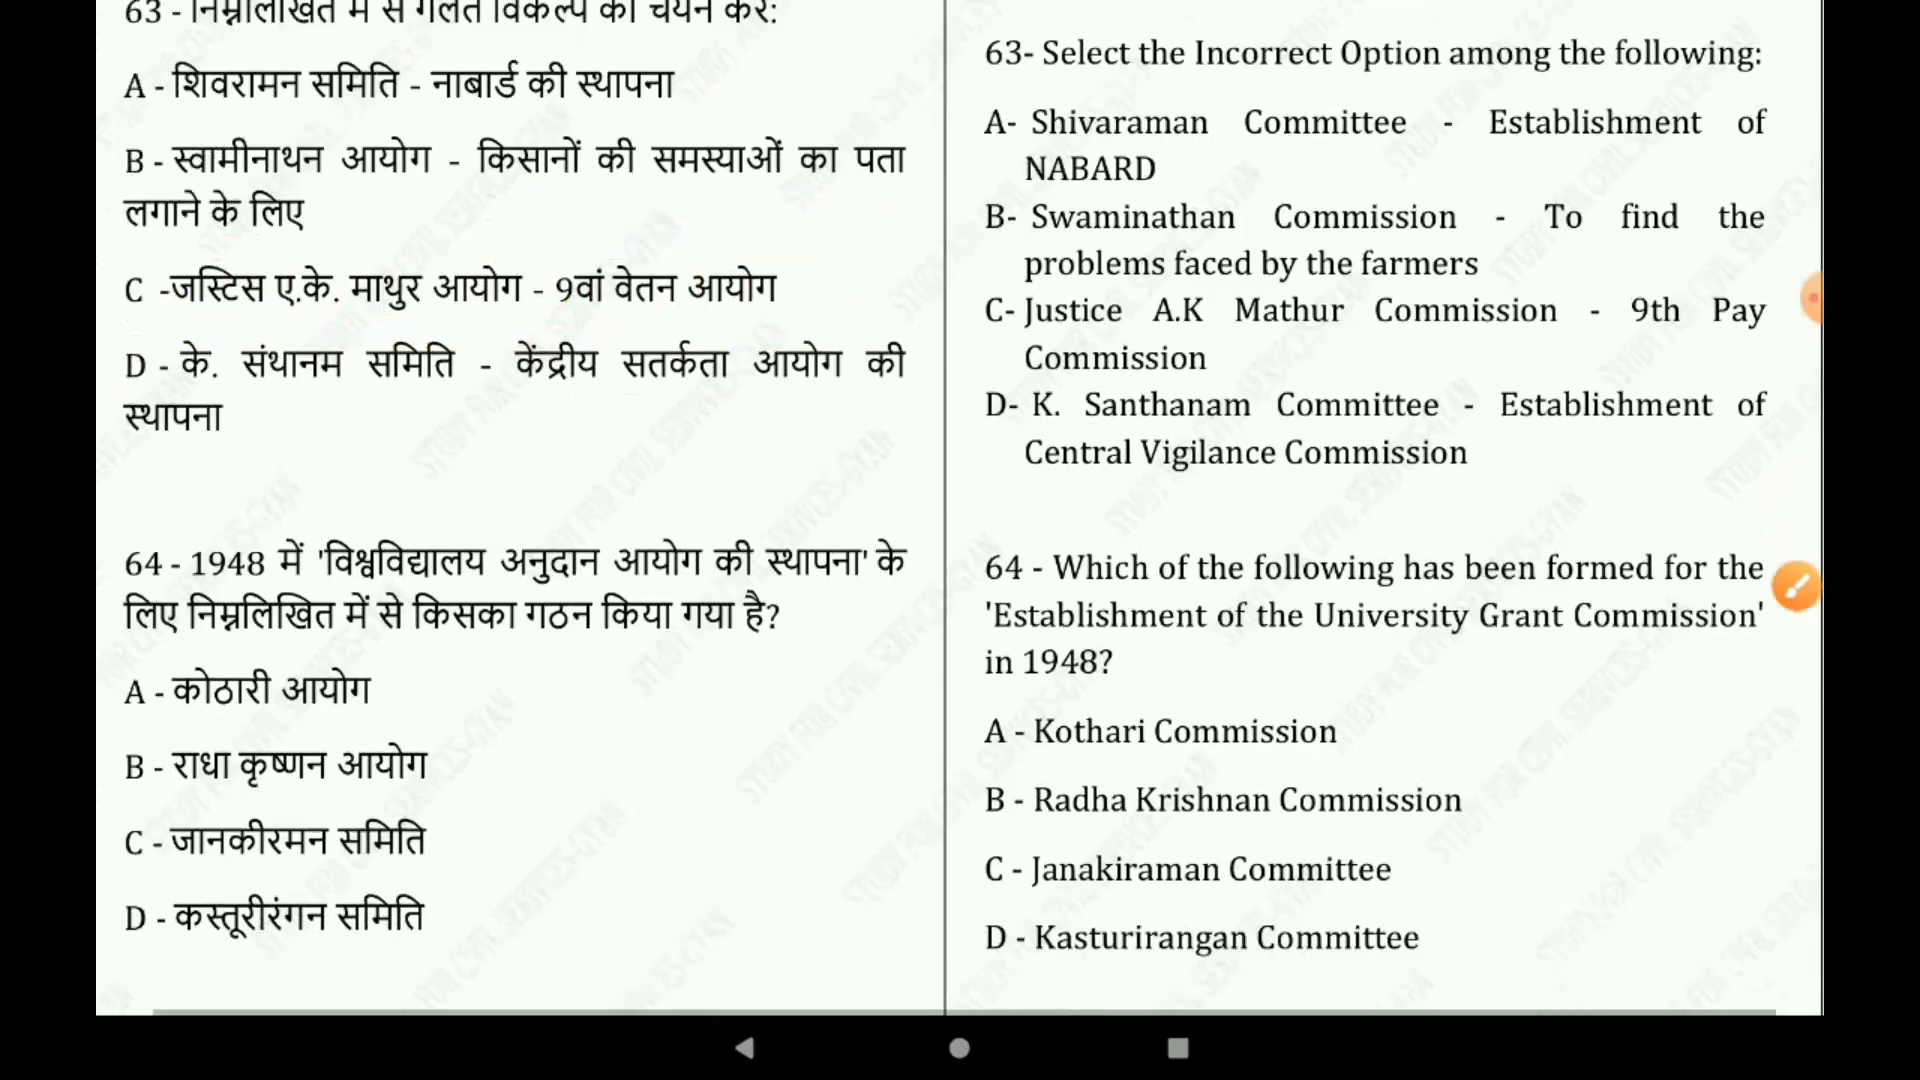 63 - निम्नलिखित में से गलत विकल्प का चयन करें:
A - शिवरामन समिति - नाबार्ड की स्थापना
B - स्वामीनाथन आयोग - किसानों की समस्याओं का पता
लगाने के लिए
C -जस्टिस ए.के. माथुर आयोग - 9वां वेतन आयोग
D - के. संथानम समिति - केंद्रीय सतर्कता आयोग की
स्थापना
64 - 1948 में 'विश्वविद्यालय अनुदान आयोग की स्थापना' के
लिए निम्नलिखित में से किसका गठन किया गया है?
A - कोठारी आयोग
B - राधा कृष्णन आयोग
C - जानकीरमन समिति
D - कस्तूरीरंगन समिति
63- Select the Incorrect Option among the following:
A- Shivaraman Committee - Establishment of
NABARD
B- Swaminathan Commission - To find the
problems faced by the farmers
C- Justice A.K Mathur Commission - 9th Pay
Commission
D- K. Santhanam Committee - Establishment of
Central Vigilance Commission
64 - Which of the following has been formed for the
'Establishment of the University Grant Commission'
in 1948?
A - Kothari Commission
B - Radha Krishnan Commission
C - Janakiraman Committee
D - Kasturirangan Committee